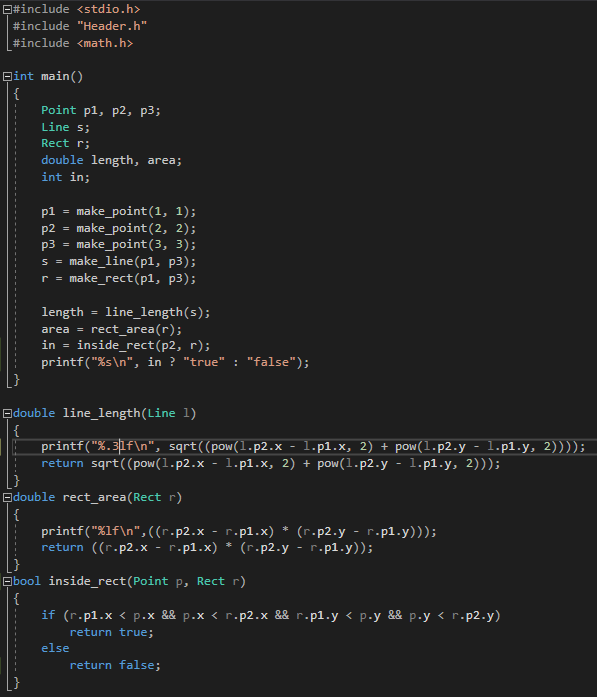 #include <stdio.h>
#include "Header.h"
#include <math.h>
int main()
{
Point p1, p2, p3;
Line s;
Rect r;
double length, area;
int in;
p1 = make_point(1, 1);
p2 = make_point(2, 2);
p3 = make_point(3, 3);
s = make_line(p1, p3);
r = make_rect(p1, p3);
length = line_length(s);
area = rect_area(r);
in = inside_rect(p2, r);
printf("%s\n", in ? "true" : "false");
}
double line_length(Line l)
{
printf("%.3lf\n", sqrt((pow(l.p2.x - l.p1.x, 2) + pow(l.p2.y - l.p1.y, 2))));
return sqrt((pow(l.p2.x - l.p1.x, 2) + pow(l.p2.y - l.p1.y, 2)));
}
double rect_area(Rect r)
{
printf("%lf\n",((r.p2.x - r.p1.x) * (r.p2.y - r.p1.y)));
return ((r.p2.x - r.p1.x) * (r.p2.y - r.p1.y));
}
bool inside_rect(Point p, Rect r)
{
if (r.p1.x < p.x && p.x < r.p2.x && r.p1.y < p.y && p.y < r.p2.y)
return true;
else
return false;
}